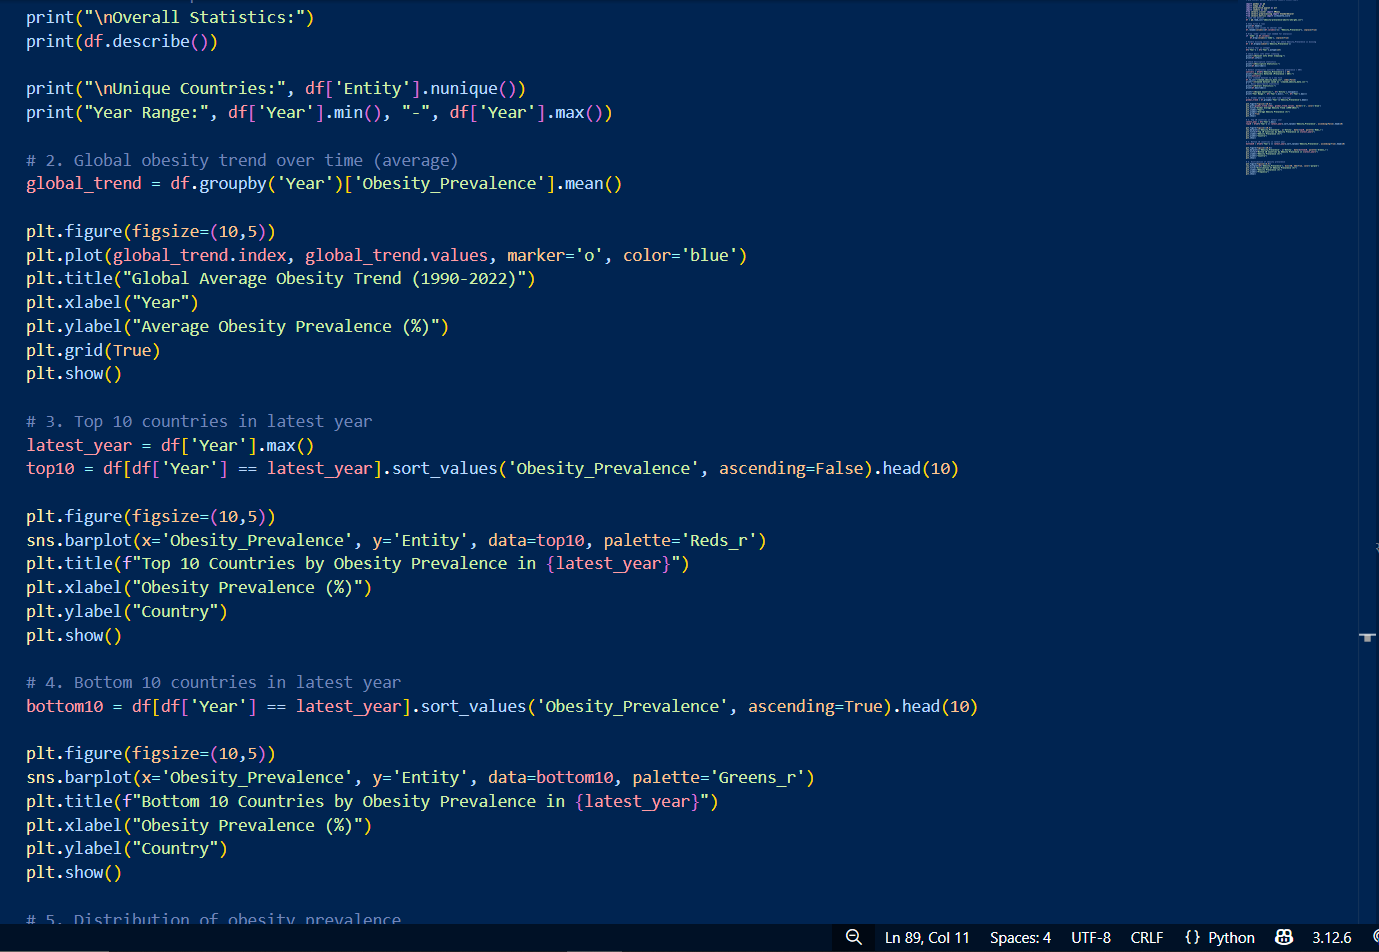 print("\nOverall Statistics:")
print(df.describe())
print("\nUnique Countries:", df['Entity'].nunique())
print("Year Range:", df['Year'].min(), "-", df['Year'].max())
# 2. Global obesity trend over time (average)
global_trend = df.groupby('Year')['Obesity_Prevalence'].mean()
plt.figure(figsize=(10,5))
plt.plot(global_trend.index, global_trend.values, marker='o', color='blue')
plt.title("Global Average Obesity Trend (1990-2022)")
plt.xlabel("Year")
plt.ylabel("Average Obesity Prevalence (%)")
plt.grid(True)
plt.show()
# 3. Top 10 countries in latest year
latest_year = df['Year'].max()
top10 = df[df['Year'] == latest_year].sort_values('Obesity_Prevalence', ascending=False).head(10)
plt.figure(figsize=(10,5))
sns.barplot(x='Obesity_Prevalence', y='Entity', data=top10, palette='Reds_r')
plt.title(f"Top 10 Countries by Obesity Prevalence in {latest_year}")
plt.xlabel("Obesity Prevalence (%)")
plt.ylabel("Country")
plt.show()
# 4. Bottom 10 countries in latest year
bottom10 = df[df['Year'] == latest_year].sort_values('Obesity_Prevalence', ascending=True).head(10)
plt.figure(figsize=(10,5))
sns.barplot(x='Obesity_Prevalence', y='Entity', data=bottom10, palette='Greens_r')
plt.title(f"Bottom 10 Countries by Obesity Prevalence in {latest_year}")
plt.xlabel("Obesity Prevalence (%)")
plt.ylabel("Country")
plt.show()
# 5. Distribution of obesity prevalence
Ln 89, Col 11 Spaces: 4 UTF-8 CRLF {} Python 3.12.6